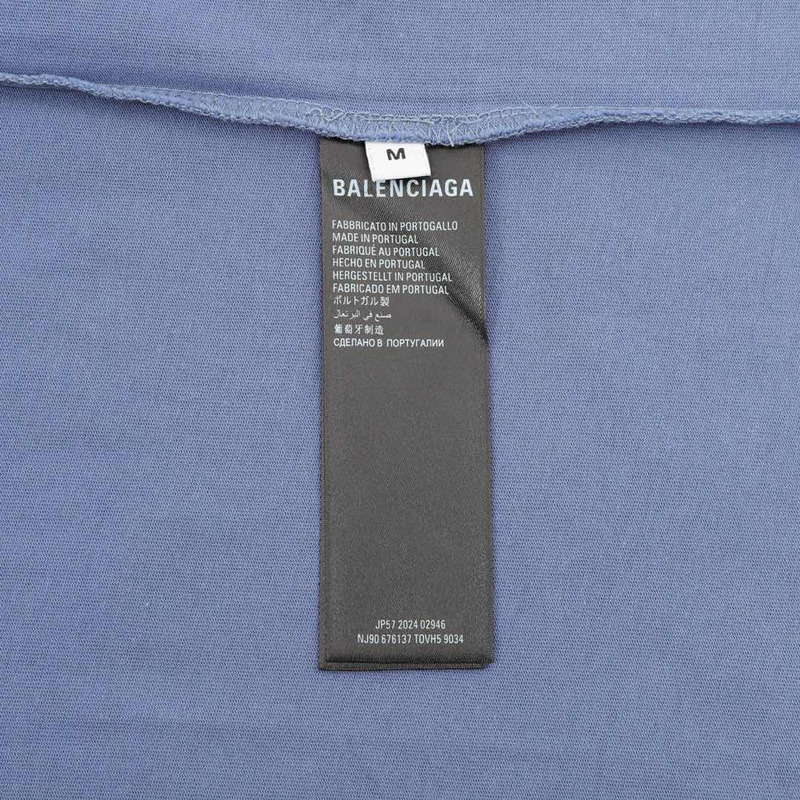 M
BALENCIAGA
FABBRICATO IN PORTOGALLO
MADE IN PORTUGAL
FABRIQUÉ AU PORTUGAL
HECHO EN PORTUGAL
HERGESTELLT IN PORTUGAL
FABRICADO EM PORTUGAL
ポルトガル製
صنع في البرتغال
葡萄牙制造
СДЕЛАНО В ПОРТУГАЛИИ
JP57 2024 02946
NJ90 676137 TOVH5 9034